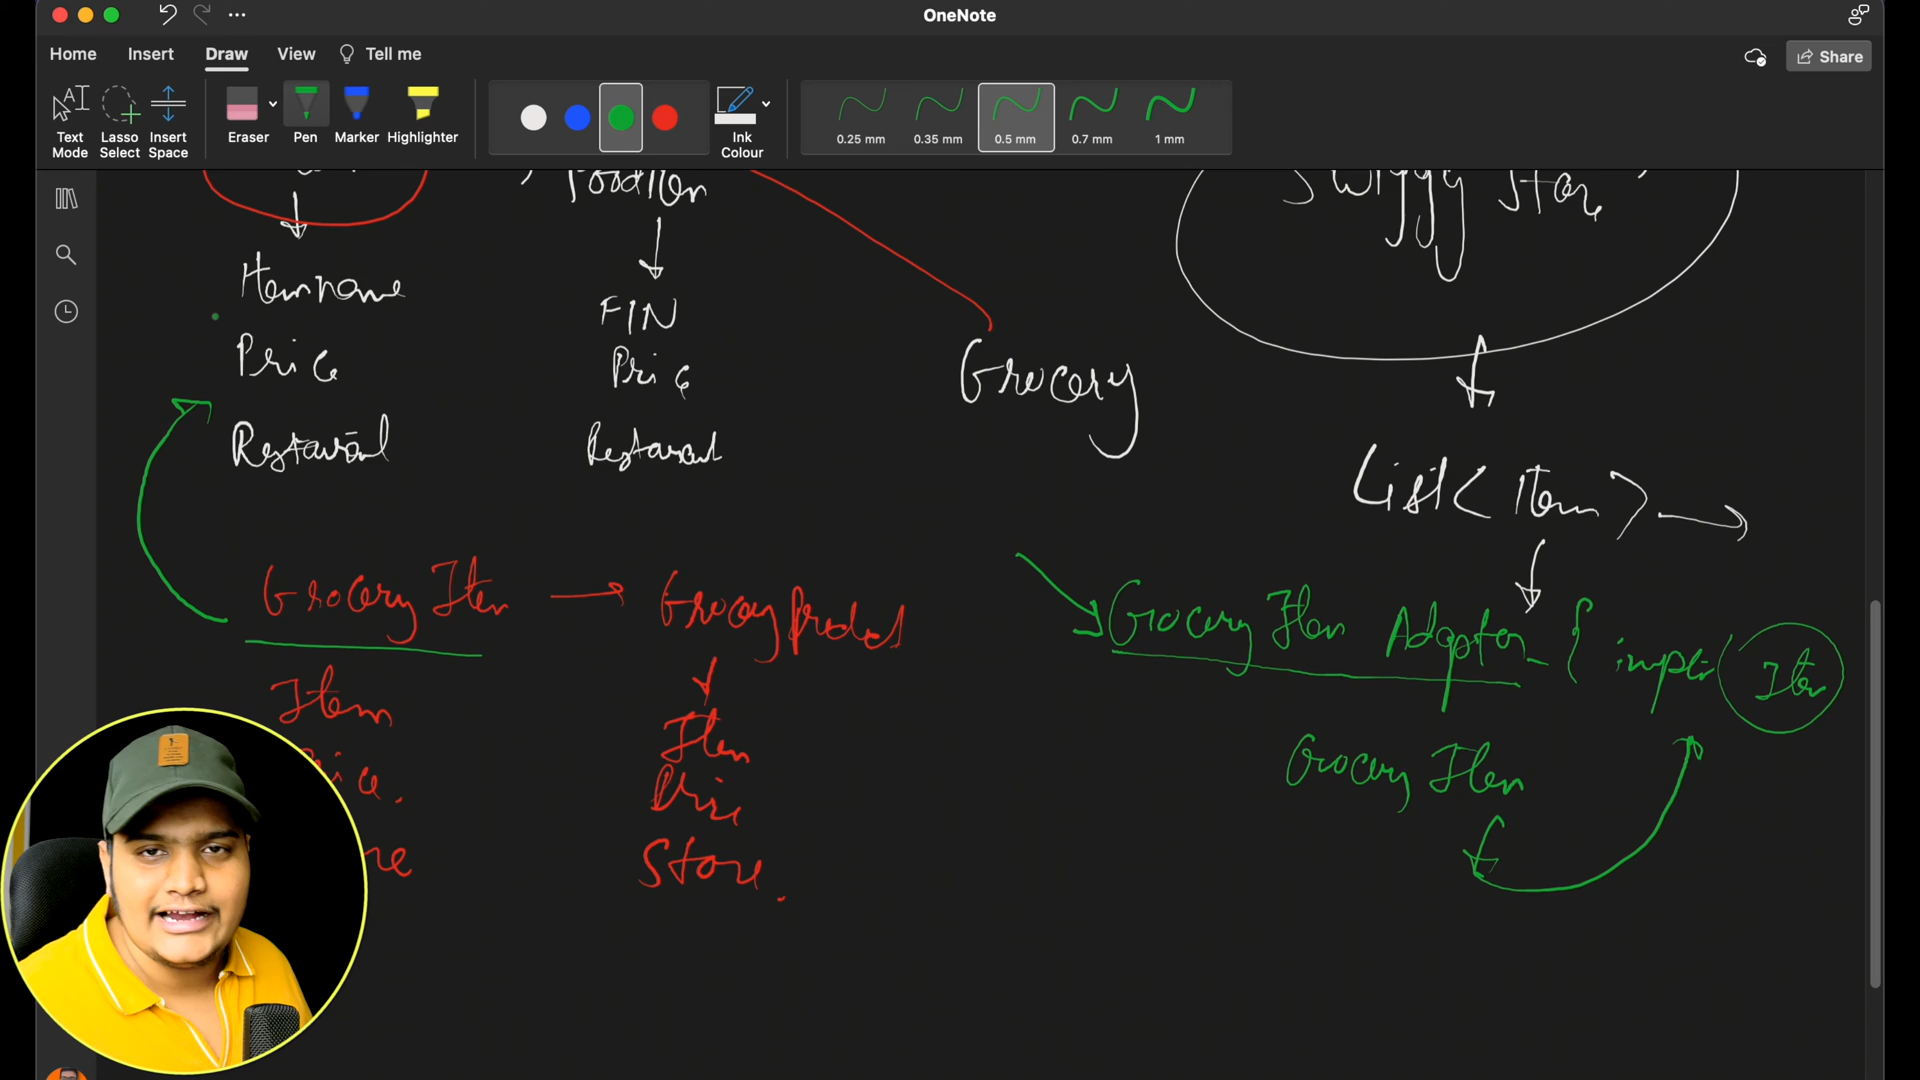 OneNote
Home Insert Draw View Tell me
Share
Text Mode
Lasso Select
Insert Space
Eraser
Pen
Marker
Highlighter
Ink Colour
0.25 mm
0.35 mm
0.5 mm
0.7 mm
1 mm
FoodItem
Swiggy Store
Itemname
Price
Restaurant
FIN
Price
Restaurant
Grocery
List<Item>
Grocery Item
Item
Grocery Product
Item
Price
Store.
Grocery Item Adapter { imple Item
Grocery Item